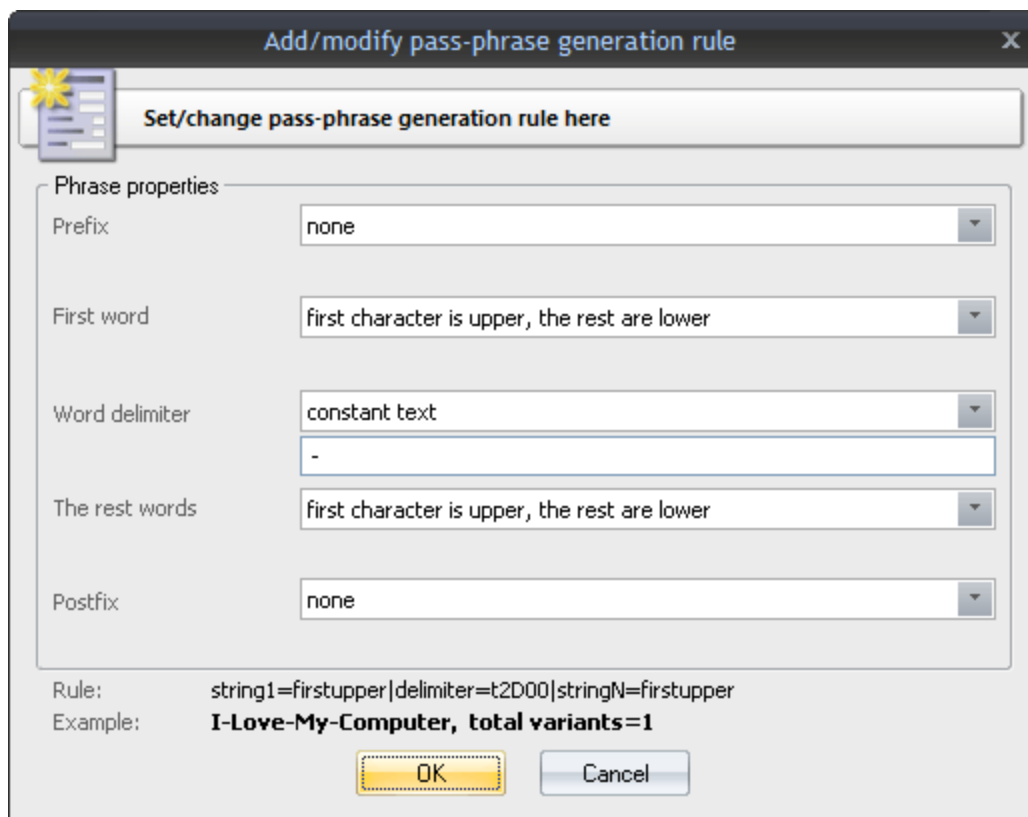 Add/modify pass-phrase generation rule x
Set/change pass-phrase generation rule here
Phrase properties
Prefix none
First word first character is upper, the rest are lower
Word delimiter constant text
-
The rest words first character is upper, the rest are lower
Postfix none
Rule: string1=firstupper|delimiter=t2D00|stringN=firstupper
Example: I-Love-My-Computer, total variants=1
OK Cancel